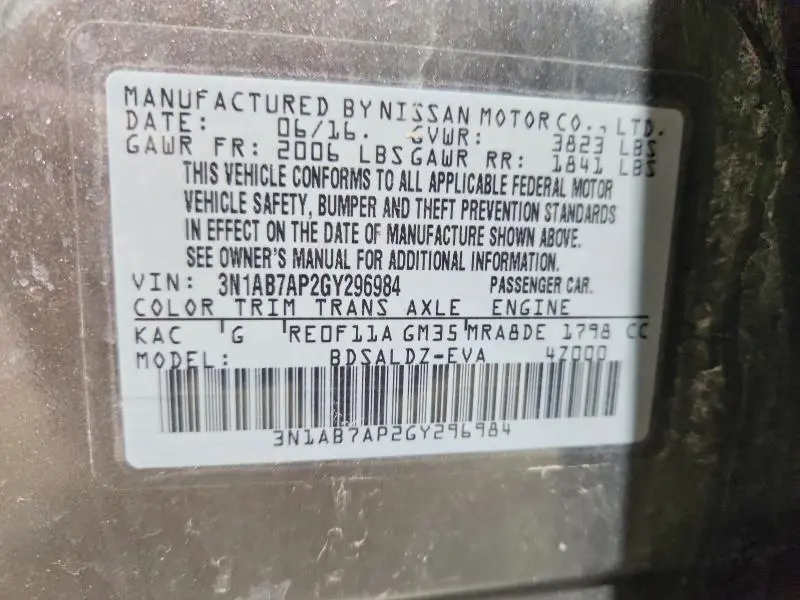 MANUFACTURED BY NISSAN MOTOR CO., LTD.
DATE: 06/16. GVWR: 3823 LBS
GAWR FR: 2006 LBS GAWR RR: 1841 LBS
THIS VEHICLE CONFORMS TO ALL APPLICABLE FEDERAL MOTOR
VEHICLE SAFETY, BUMPER AND THEFT PREVENTION STANDARDS
IN EFFECT ON THE DATE OF MANUFACTURE SHOWN ABOVE.
SEE OWNER'S MANUAL FOR ADDITIONAL INFORMATION.
VIN: 3N1AB7AP2GY296984 PASSENGER CAR.
COLOR TRIM TRANS AXLE ENGINE
KAC G RE0F11A GM35 MRA8DE 1798 CC
MODEL: BDSALDZ-EVA 47000
3N1AB7AP2GY296984